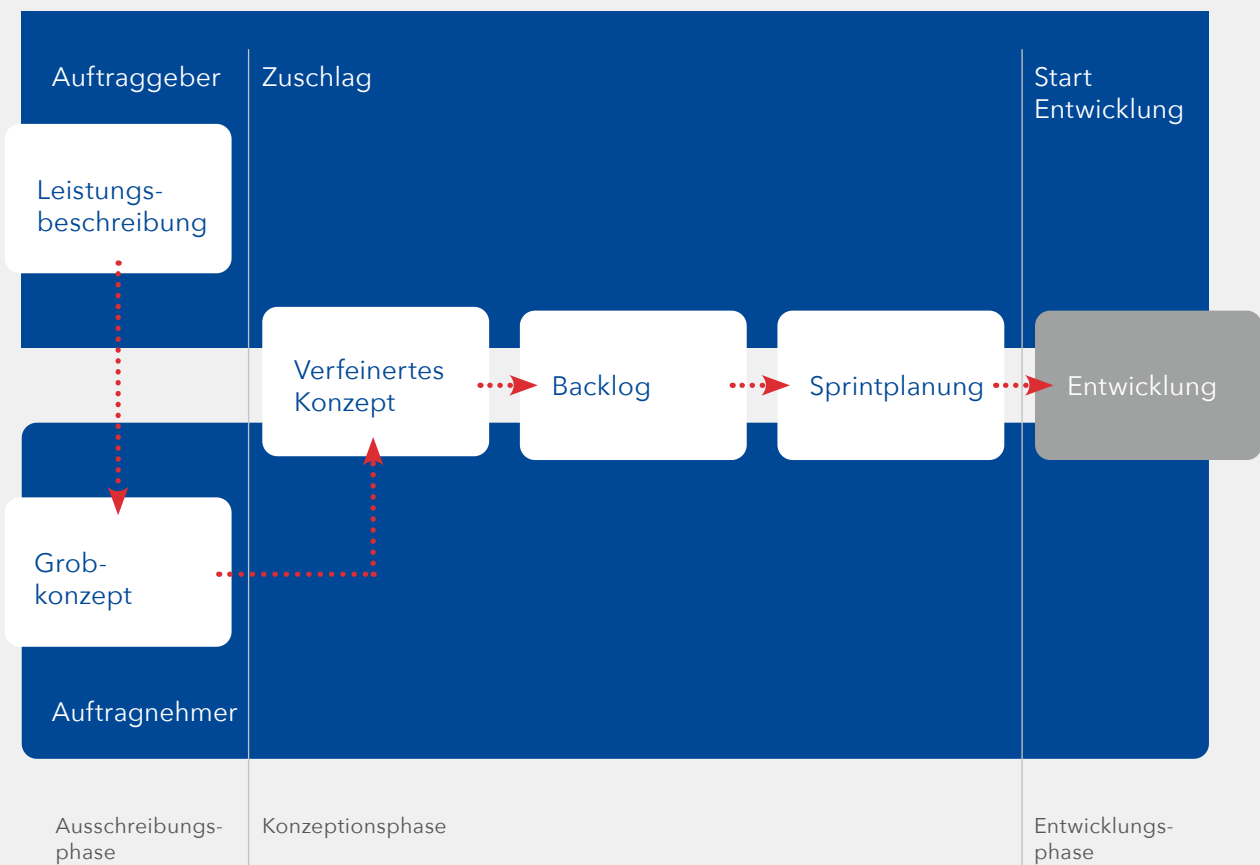 Auftraggeber
Zuschlag
Start
Entwicklung
Leistungs-
beschreibung
Verfeinertes
Konzept
Backlog
Sprintplanung
Entwicklung
Grob-
konzept
Auftragnehmer
Ausschreibungs-
phase
Konzeptionsphase
Entwicklungs-
phase